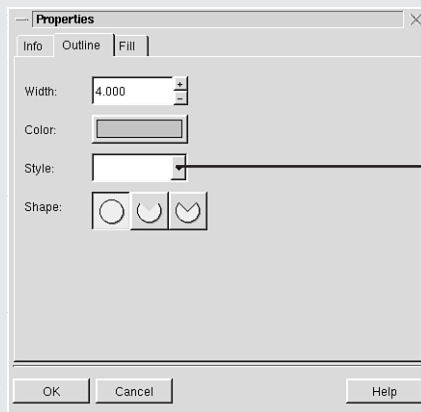 Properties
Info Outline Fill
Width: 4.000
Color:
Style:
Shape:
OK Cancel Help